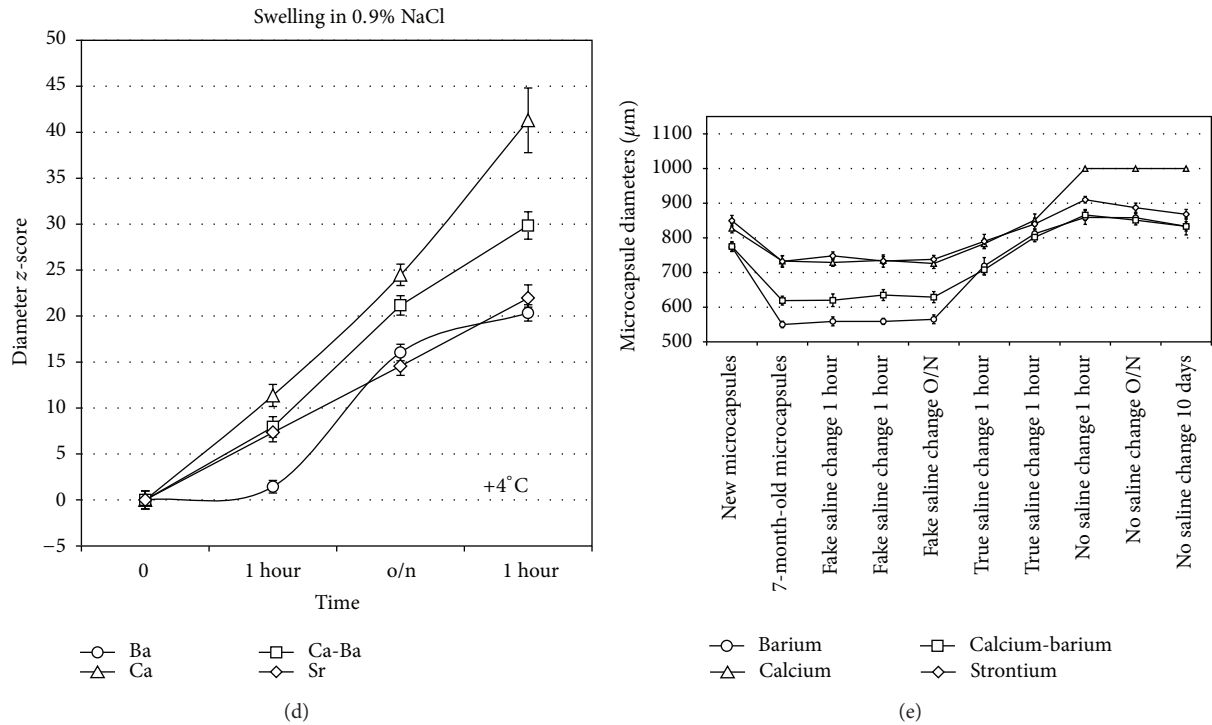 Swelling in 0.9% NaCl
50
45
40
35
30
25
20
15
10
5
0
−5
Diameter z-score
+4°C
0 1 hour o/n 1 hour
Time
Ba Ca-Ba
Ca Sr
(d)
1100
1000
900
800
700
600
500
Microcapsule diameters (μm)
New microcapsules
7-month-old microcapsules
Fake saline change 1 hour
Fake saline change 1 hour
Fake saline change O/N
True saline change 1 hour
True saline change 1 hour
No saline change 1 hour
No saline change O/N
No saline change 10 days
Barium Calcium-barium
Calcium Strontium
(e)